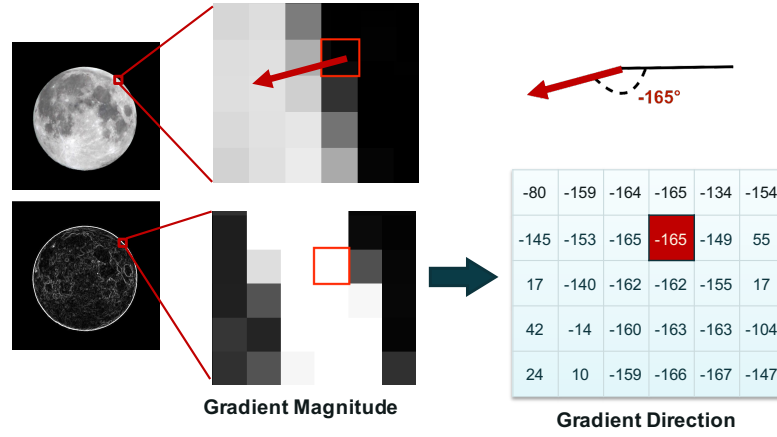 -165°
-80 -159 -164 -165 -134 -154
-145 -153 -165 -165 -149 55
17 -140 -162 -162 -155 17
42 -14 -160 -163 -163 -104
24 10 -159 -166 -167 -147
Gradient Magnitude
Gradient Direction